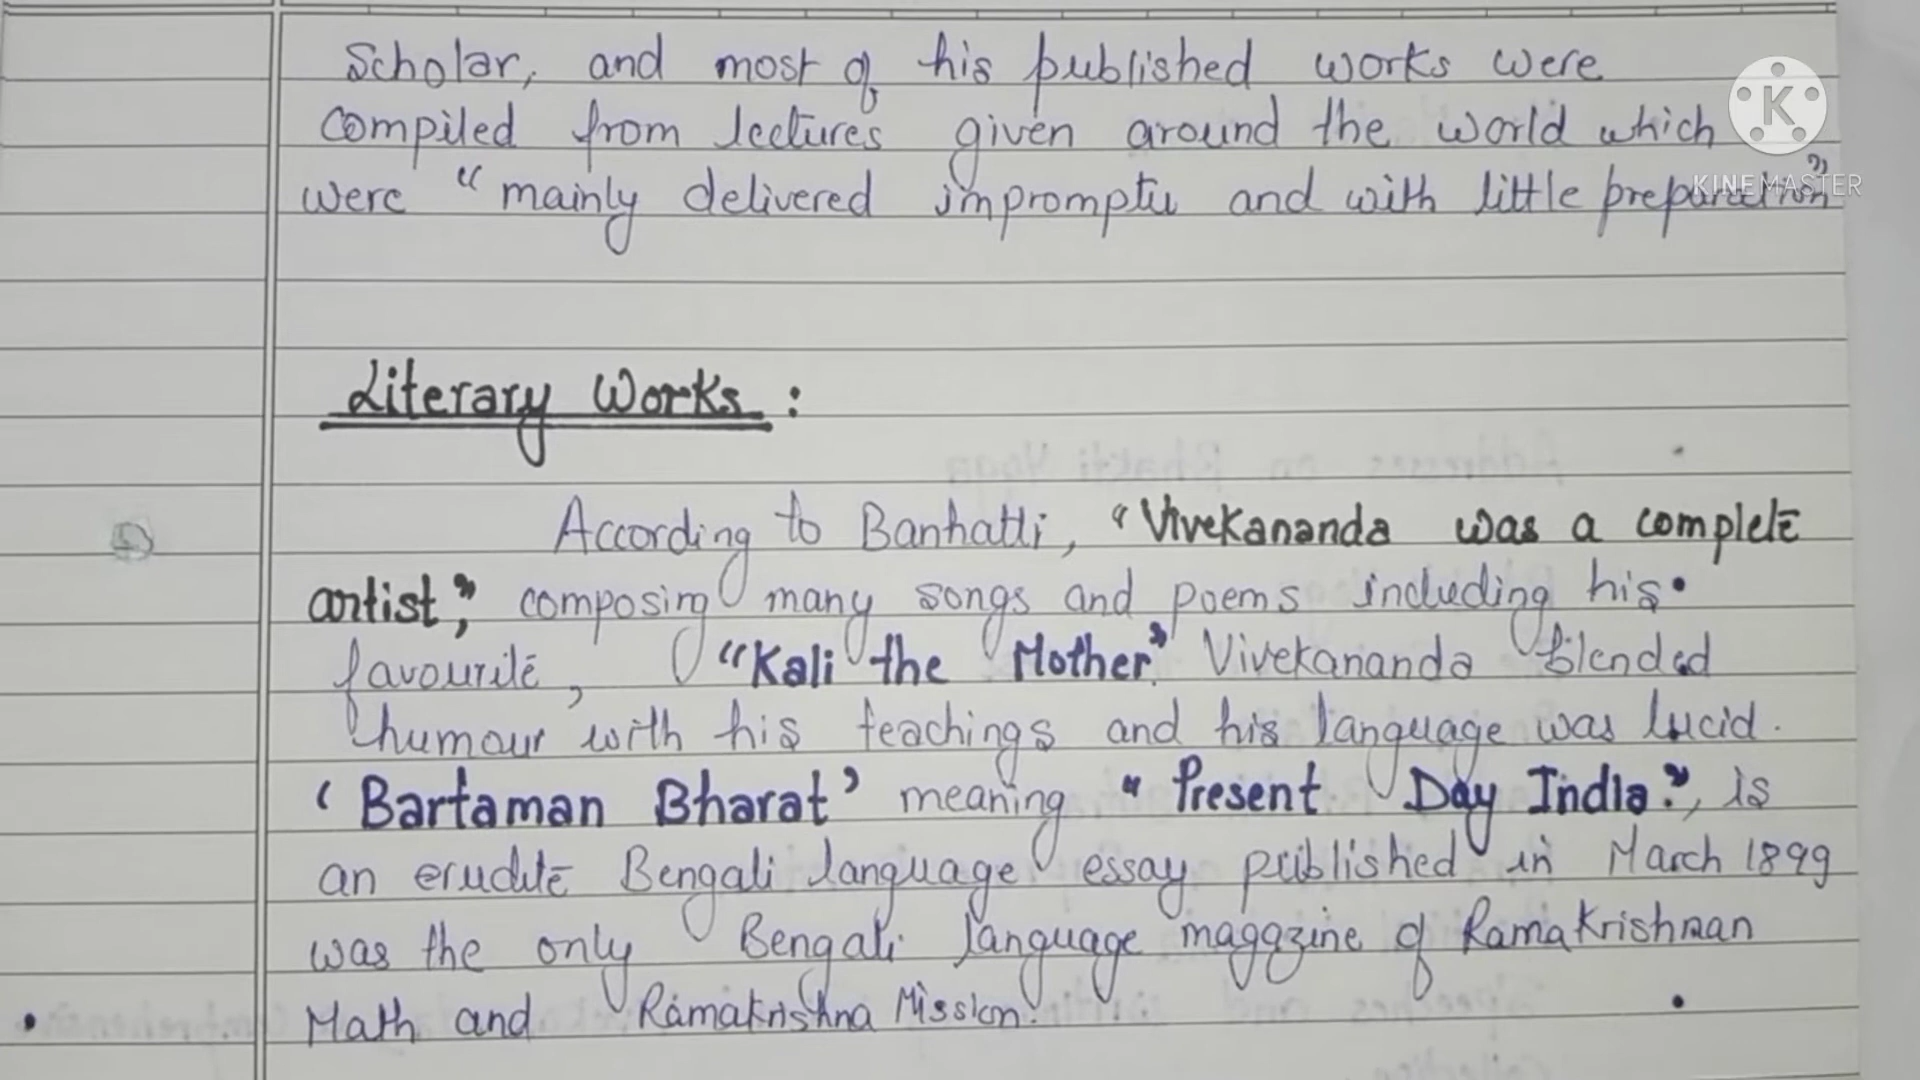 Scholar, and most of his published works were
K
compiled from lectures given around the world which
KINEMASTER
were "mainly delivered impromptu and with little preparation"
Literary Works :
According to Banhatti, "Vivekananda was a complete
artist", composing many songs and poems including his
favourite, "Kali the Mother". Vivekananda blended
humour with his teachings and his language was lucid.
'Bartaman Bharat' meaning "Present Day India.", is
an erudite Bengali language essay published in March 1899
was the only Bengali language magazine of Ramakrishnan
Math and Ramakrishna Mission.